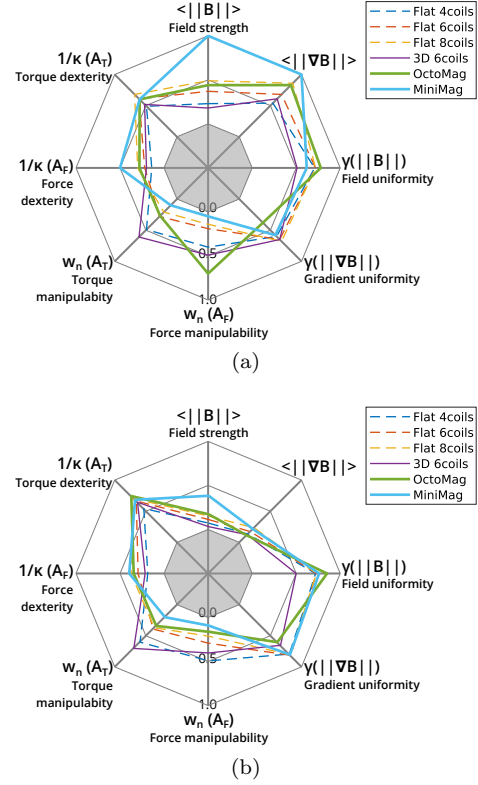 <||B||>
Field strength
Flat 4coils
Flat 6coils
Flat 8coils
3D 6coils
OctoMag
MiniMag
1/κ (A_T)
Torque dexterity
<||∇B||>
1/κ (A_F)
Force
dexterity
γ(||B||)
Field uniformity
0.0
0.5
1.0
w_n (A_T)
Torque
manipulabity
γ(||∇B||)
Gradient uniformity
w_n (A_F)
Force manipulability
(a)
<||B||>
Field strength
Flat 4coils
Flat 6coils
Flat 8coils
3D 6coils
OctoMag
MiniMag
1/κ (A_T)
Torque dexterity
<||∇B||>
1/κ (A_F)
Force
dexterity
γ(||B||)
Field uniformity
0.0
0.5
1.0
w_n (A_T)
Torque
manipulabity
γ(||∇B||)
Gradient uniformity
w_n (A_F)
Force manipulability
(b)